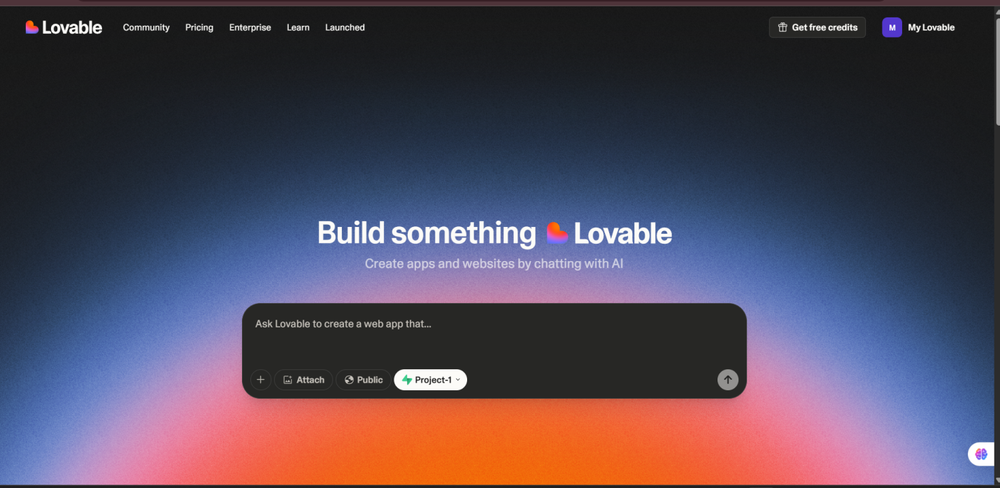 Lovable Community Pricing Enterprise Learn Launched Get free credits M My Lovable
Build something Lovable
Create apps and websites by chatting with AI
Ask Lovable to create a web app that...
+ Attach Public Project-1